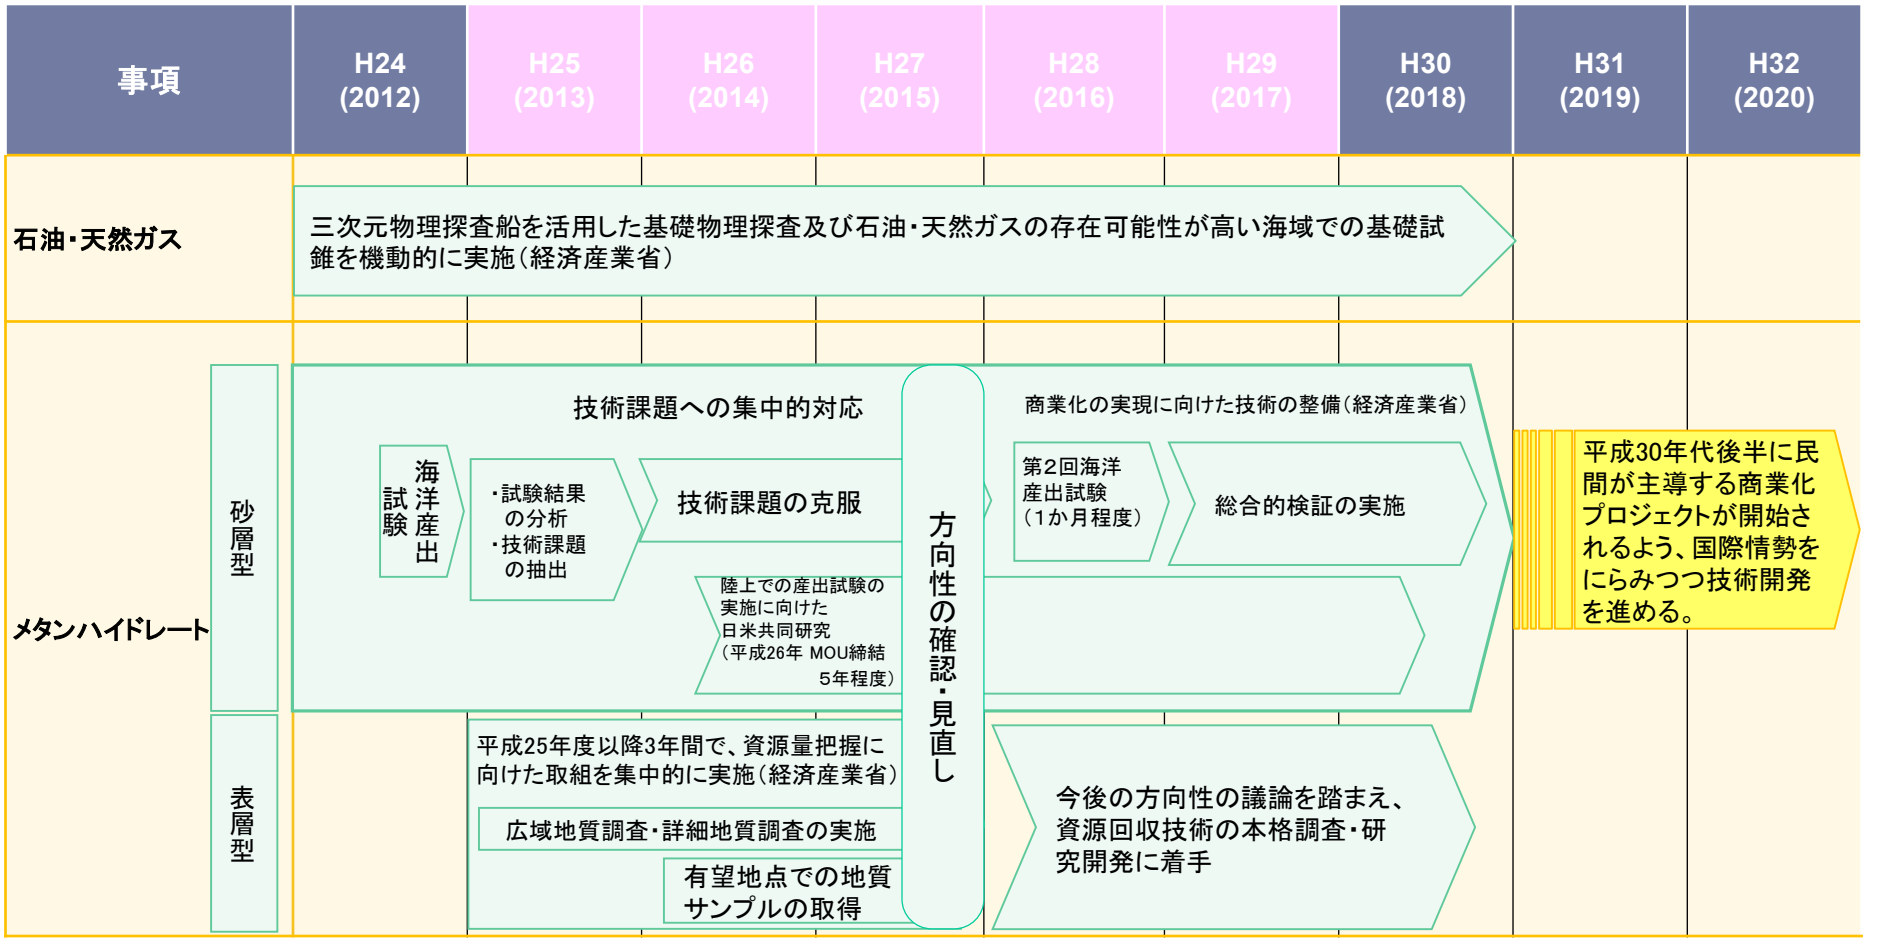 事項
H24
(2012)
H25
(2013)
H26
(2014)
H27
(2015)
H28
(2016)
H29
(2017)
H30
(2018)
H31
(2019)
H32
(2020)
石油・天然ガス
三次元物理探査船を活用した基礎物理探査及び石油・天然ガスの存在可能性が高い海域での基礎試
錐を機動的に実施（経済産業省）
メタンハイドレート
砂層型
技術課題への集中的対応
商業化の実現に向けた技術の整備（経済産業省）
海洋産出
試験
・試験結果
の分析
・技術課題
の抽出
技術課題の克服
方向性の確認・見直し
第２回海洋
産出試験
（１か月程度）
総合的検証の実施
陸上での産出試験の
実施に向けた
日米共同研究
（平成26年 MOU締結
５年程度）
平成30年代後半に民
間が主導する商業化
プロジェクトが開始さ
れるよう、国際情勢を
にらみつつ技術開発
を進める。
表層型
平成25年度以降3年間で、資源量把握に
向けた取組を集中的に実施（経済産業省）
広域地質調査・詳細地質調査の実施
有望地点での地質
サンプルの取得
今後の方向性の議論を踏まえ、
資源回収技術の本格調査・研
究開発に着手